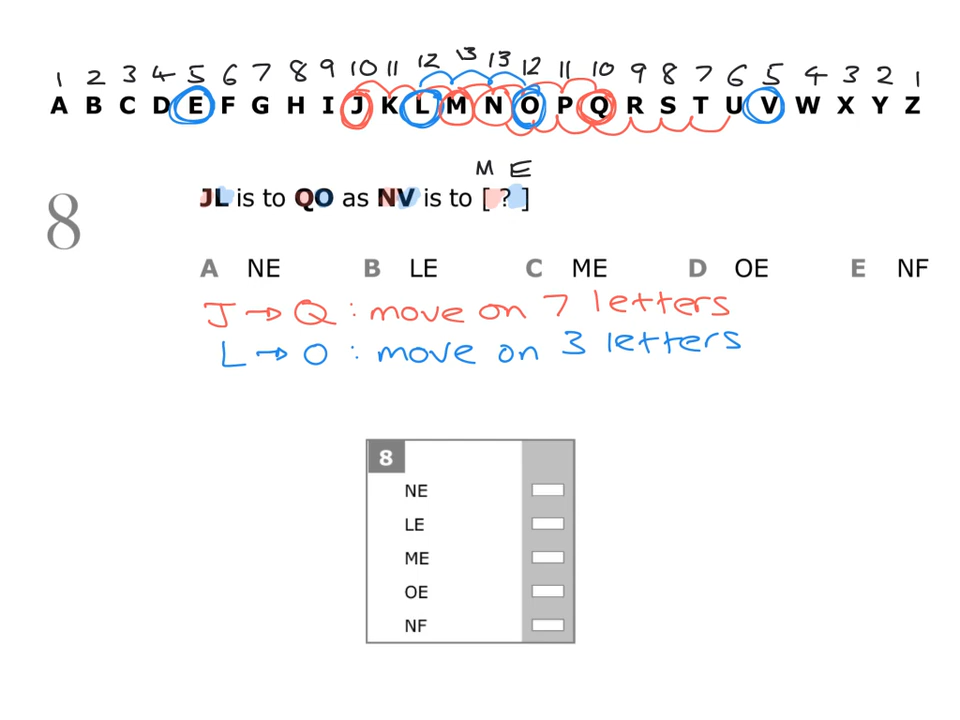 1 2 3 4 5 6 7 8 9 10 11 12 13 13 12 11 10 9 8 7 6 5 4 3 2 1
A B C D E F G H I J K L M N O P Q R S T U V W X Y Z
M E
8
JL is to QO as NV is to [ ? ]
A NE B LE C ME D OE E NF
J → Q : move on 7 letters
L → O : move on 3 letters
8
NE
LE
ME
OE
NF